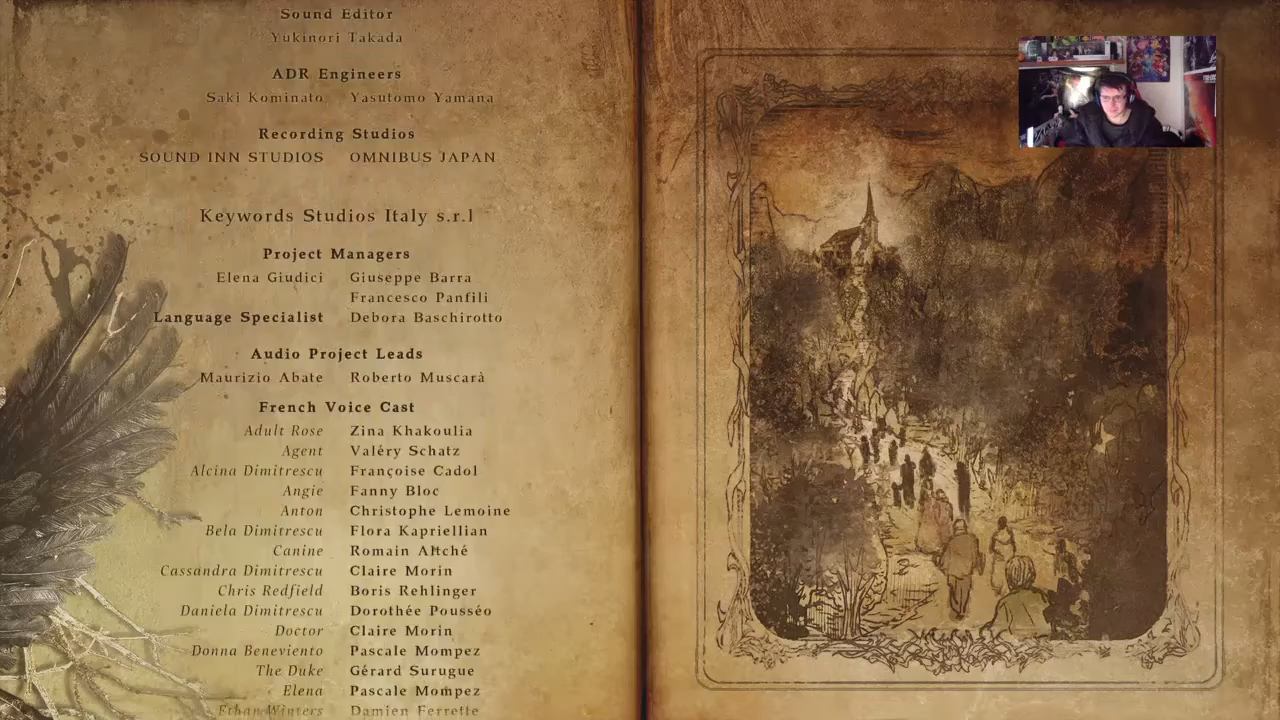 Sound Editor
Yukinori Takada
ADR Engineers
Saki Kominato Yasutomo Yamana
Recording Studios
SOUND INN STUDIOS OMNIBUS JAPAN
Keywords Studios Italy s.r.l
Project Managers
Elena Giudici Giuseppe Barra
Francesco Panfili
Language Specialist Debora Baschirotto
Audio Project Leads
Maurizio Abate Roberto Muscarà
French Voice Cast
Adult Rose Zina Khakoulia
Agent Valéry Schatz
Alcina Dimitrescu Françoise Cadol
Angie Fanny Bloc
Anton Christophe Lemoine
Bela Dimitrescu Flora Kapriellian
Canine Romain Altché
Cassandra Dimitrescu Claire Morin
Chris Redfield Boris Rehlinger
Daniela Dimitrescu Dorothée Pousséo
Doctor Claire Morin
Donna Beneviento Pascale Mompez
The Duke Gérard Surugue
Elena Pascale Mompez
Ethan Winters Damien Ferrette